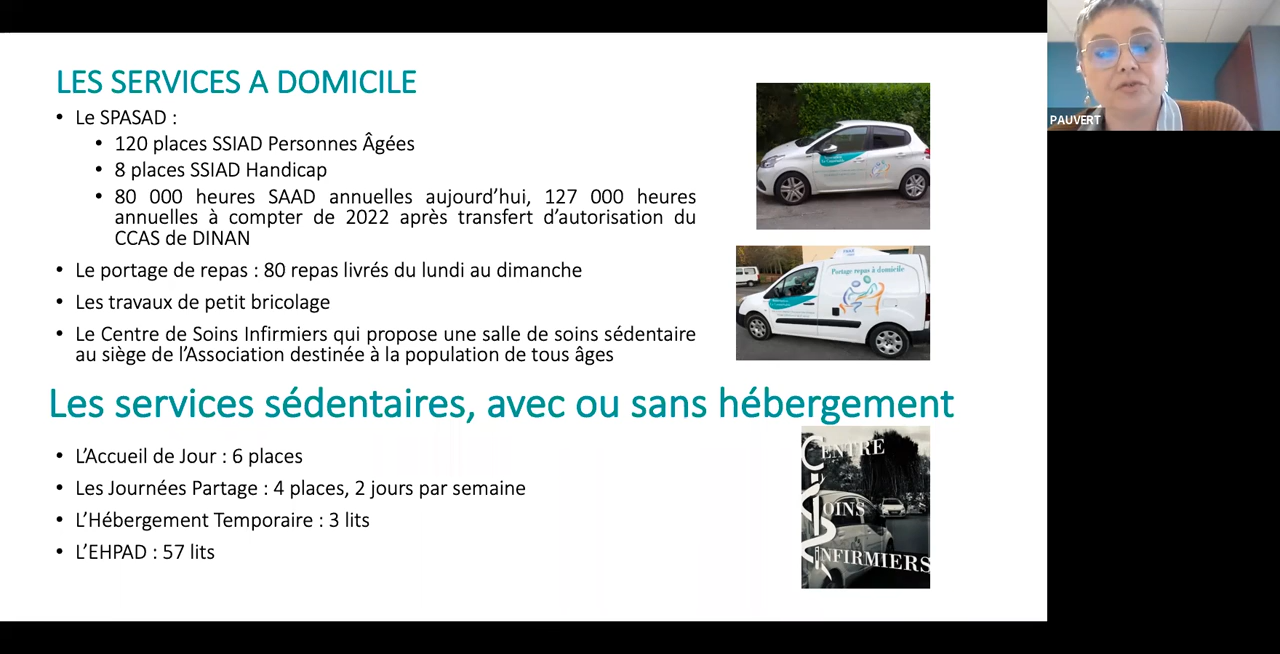 LES SERVICES A DOMICILE
• Le SPASAD :
• 120 places SSIAD Personnes Âgées
• 8 places SSIAD Handicap
• 80 000 heures SAAD annuelles aujourd’hui, 127 000 heures
annuelles à compter de 2022 après transfert d’autorisation du
CCAS de DINAN
• Le portage de repas : 80 repas livrés du lundi au dimanche
• Les travaux de petit bricolage
• Le Centre de Soins Infirmiers qui propose une salle de soins sédentaire
au siège de l’Association destinée à la population de tous âges
Portage repas à domicile
Les services sédentaires, avec ou sans hébergement
• L’Accueil de Jour : 6 places
• Les Journées Partage : 4 places, 2 jours par semaine
• L’Hébergement Temporaire : 3 lits
• L’EHPAD : 57 lits
CENTRE
SOINS
INFIRMIERS
PAUVERT